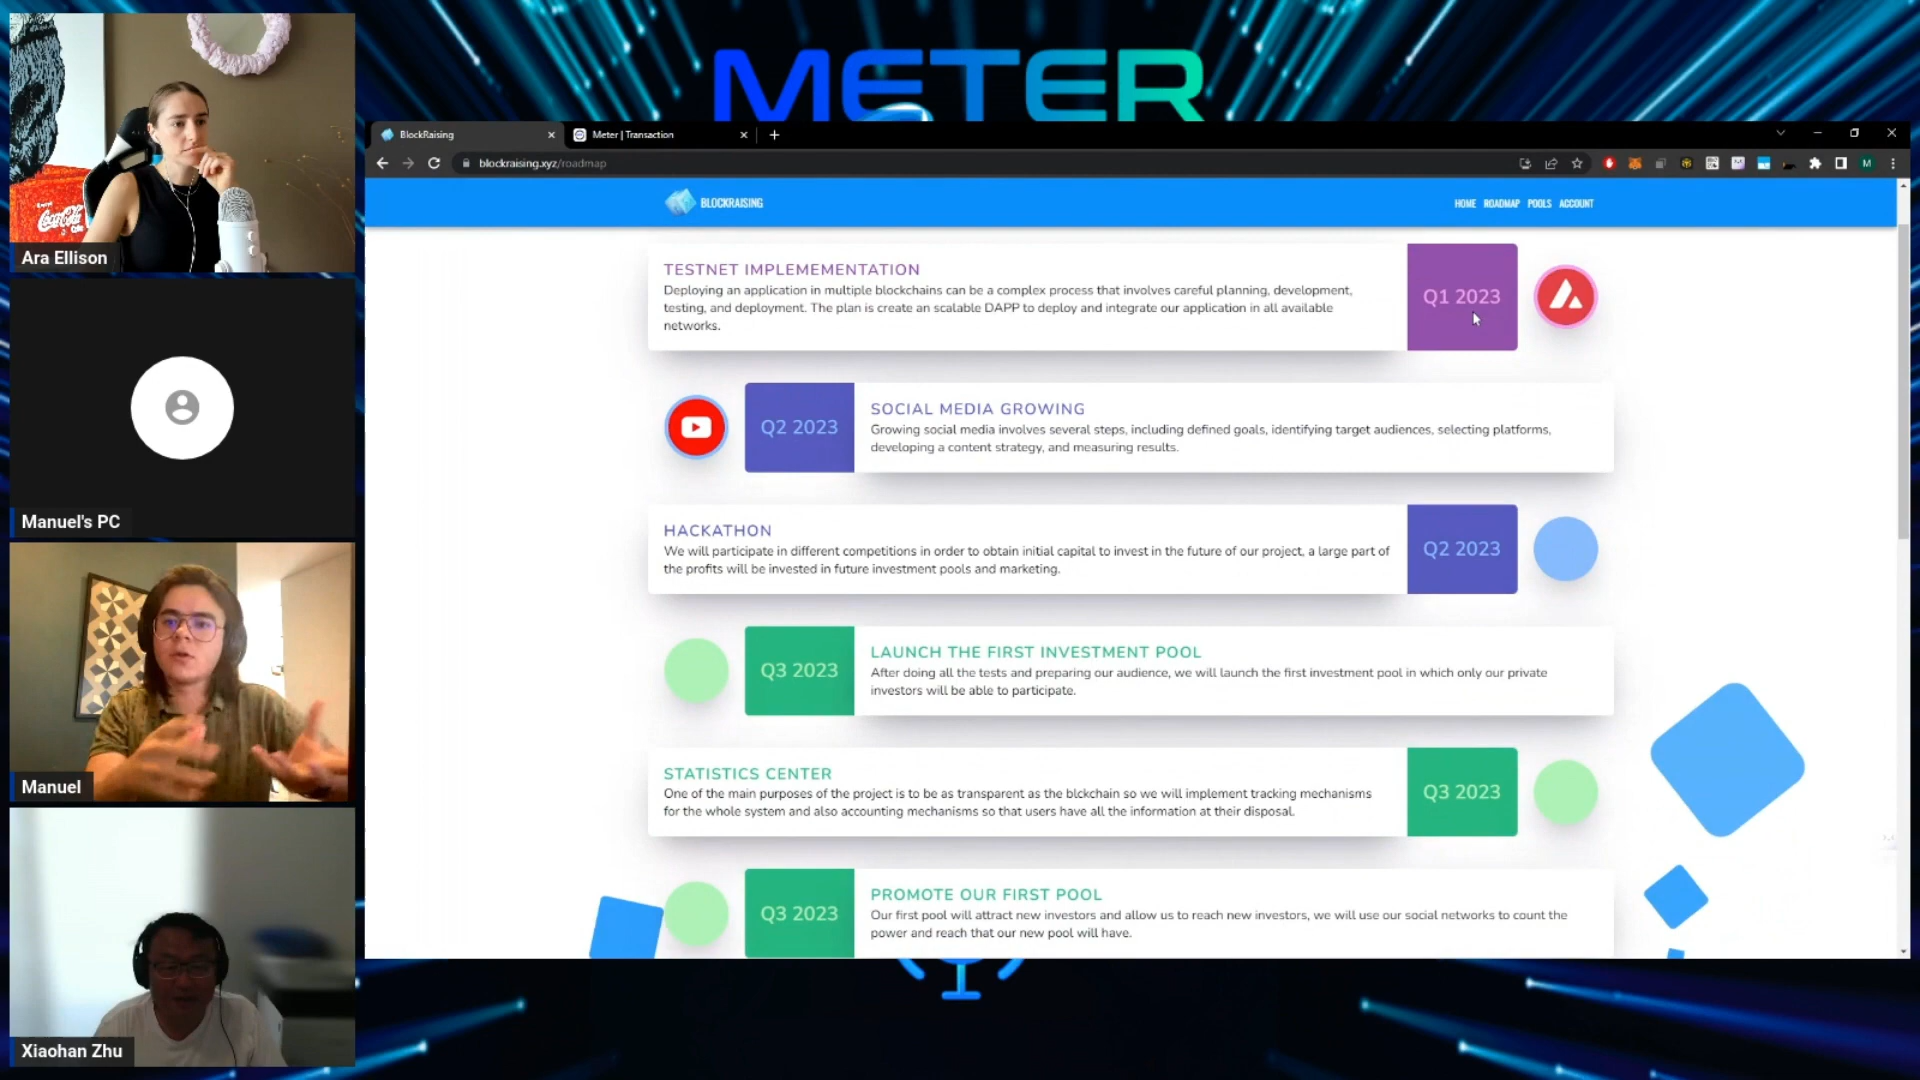 METER
Coca-Cola
Ara Ellison
Manuel's PC
Manuel
Xiaohan Zhu
BlockRaising
Meter | Transaction
blockraising.xyz/roadmap
M
BLOCKRAISING
HOME ROADMAP POOLS ACCOUNT
TESTNET IMPLEMEMENTATION
Deploying an application in multiple blockchains can be a complex process that involves careful planning, development,
testing, and deployment. The plan is create an scalable DAPP to deploy and integrate our application in all available
networks.
Q1 2023
Q2 2023
SOCIAL MEDIA GROWING
Growing social media involves several steps, including defined goals, identifying target audiences, selecting platforms,
developing a content strategy, and measuring results.
HACKATHON
We will participate in different competitions in order to obtain initial capital to invest in the future of our project, a large part of
the profits will be invested in future investment pools and marketing.
Q2 2023
Q3 2023
LAUNCH THE FIRST INVESTMENT POOL
After doing all the tests and preparing our audience, we will launch the first investment pool in which only our private
investors will be able to participate.
STATISTICS CENTER
One of the main purposes of the project is to be as transparent as the blckchain so we will implement tracking mechanisms
for the whole system and also accounting mechanisms so that users have all the information at their disposal.
Q3 2023
Q3 2023
PROMOTE OUR FIRST POOL
Our first pool will attract new investors and allow us to reach new investors, we will use our social networks to count the
power and reach that our new pool will have.